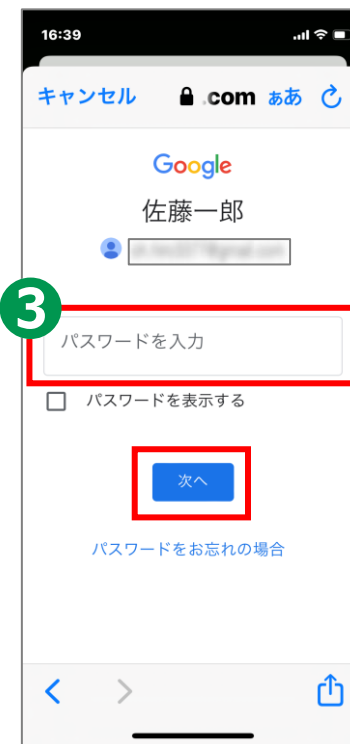 16:39
キャンセル .com ぁあ
Google
佐藤一郎
3
パスワードを入力
パスワードを表示する
次へ
パスワードをお忘れの場合